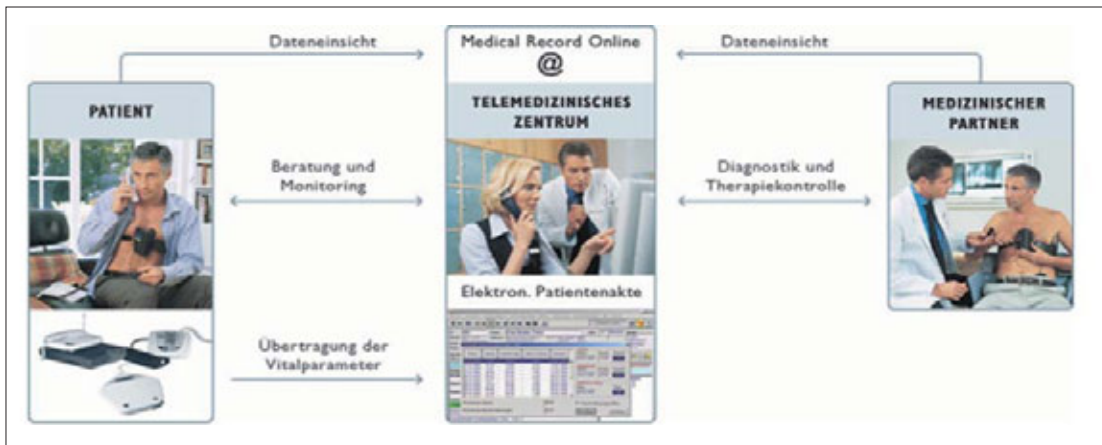 Dateneinsicht
Medical Record Online
@
Dateneinsicht
PATIENT
TELEMEDIZINISCHES
ZENTRUM
MEDIZINISCHER
PARTNER
Beratung und
Monitoring
Diagnostik und
Therapiekontrolle
Elektron. Patientenakte
Übertragung der
Vitalparameter